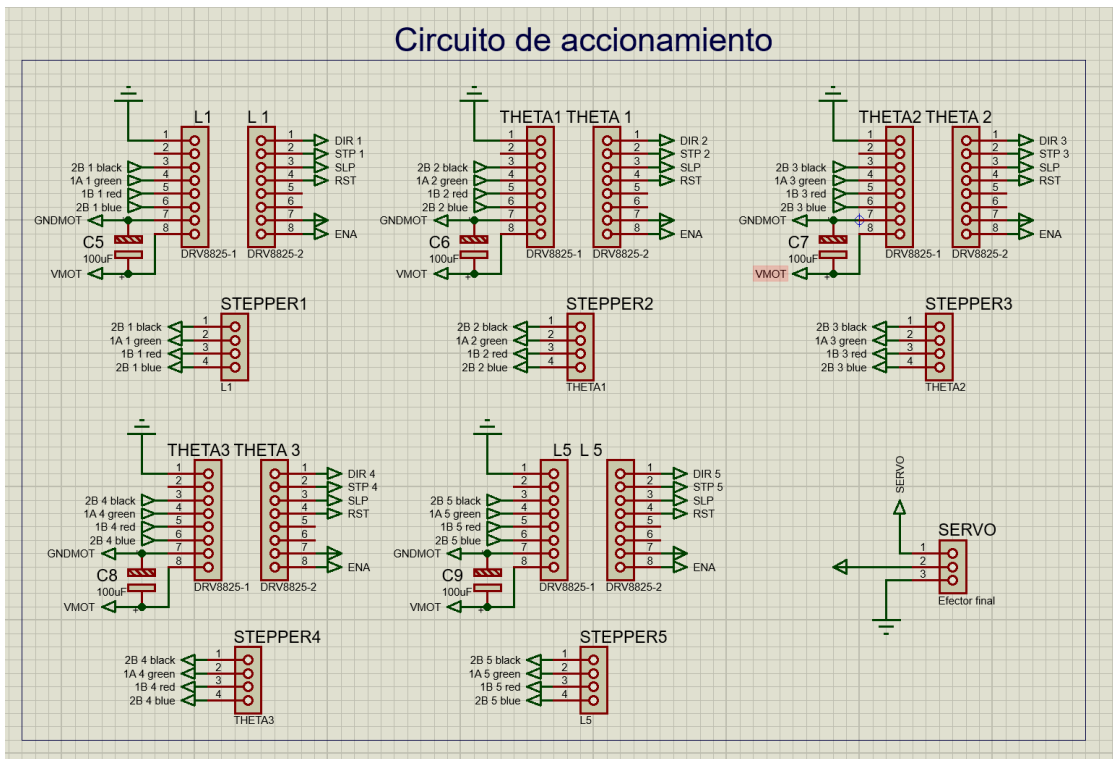 Circuito de accionamiento
L1
L 1
1
2
3
4
5
6
7
8
1
2
3
4
5
6
7
8
2B 1 black
1A 1 green
1B 1 red
2B 1 blue
GNDMOT
VMOT
C5
100uF
+
DRV8825-1
DRV8825-2
DIR 1
STP 1
SLP
RST
ENA
THETA1
THETA 1
1
2
3
4
5
6
7
8
1
2
3
4
5
6
7
8
2B 2 black
1A 2 green
1B 2 red
2B 2 blue
GNDMOT
VMOT
C6
100uF
+
DRV8825-1
DRV8825-2
DIR 2
STP 2
SLP
RST
ENA
THETA2
THETA 2
1
2
3
4
5
6
7
8
1
2
3
4
5
6
7
8
2B 3 black
1A 3 green
1B 3 red
2B 3 blue
GNDMOT
VMOT
C7
100uF
+
DRV8825-1
DRV8825-2
DIR 3
STP 3
SLP
RST
ENA
STEPPER1
2B 1 black
1A 1 green
1B 1 red
2B 1 blue
1
2
3
4
L1
STEPPER2
2B 2 black
1A 2 green
1B 2 red
2B 2 blue
1
2
3
4
THETA1
STEPPER3
2B 3 black
1A 3 green
1B 3 red
2B 3 blue
1
2
3
4
THETA2
THETA3
THETA 3
1
2
3
4
5
6
7
8
1
2
3
4
5
6
7
8
2B 4 black
1A 4 green
1B 4 red
2B 4 blue
GNDMOT
VMOT
C8
100uF
+
DRV8825-1
DRV8825-2
DIR 4
STP 4
SLP
RST
ENA
L5
L 5
1
2
3
4
5
6
7
8
1
2
3
4
5
6
7
8
2B 5 black
1A 5 green
1B 5 red
2B 5 blue
GNDMOT
VMOT
C9
100uF
+
DRV8825-1
DRV8825-2
DIR 5
STP 5
SLP
RST
ENA
SERVO
SERVO
1
2
3
Efector final
STEPPER4
2B 4 black
1A 4 green
1B 4 red
2B 4 blue
1
2
3
4
THETA3
STEPPER5
2B 5 black
1A 5 green
1B 5 red
2B 5 blue
1
2
3
4
L5